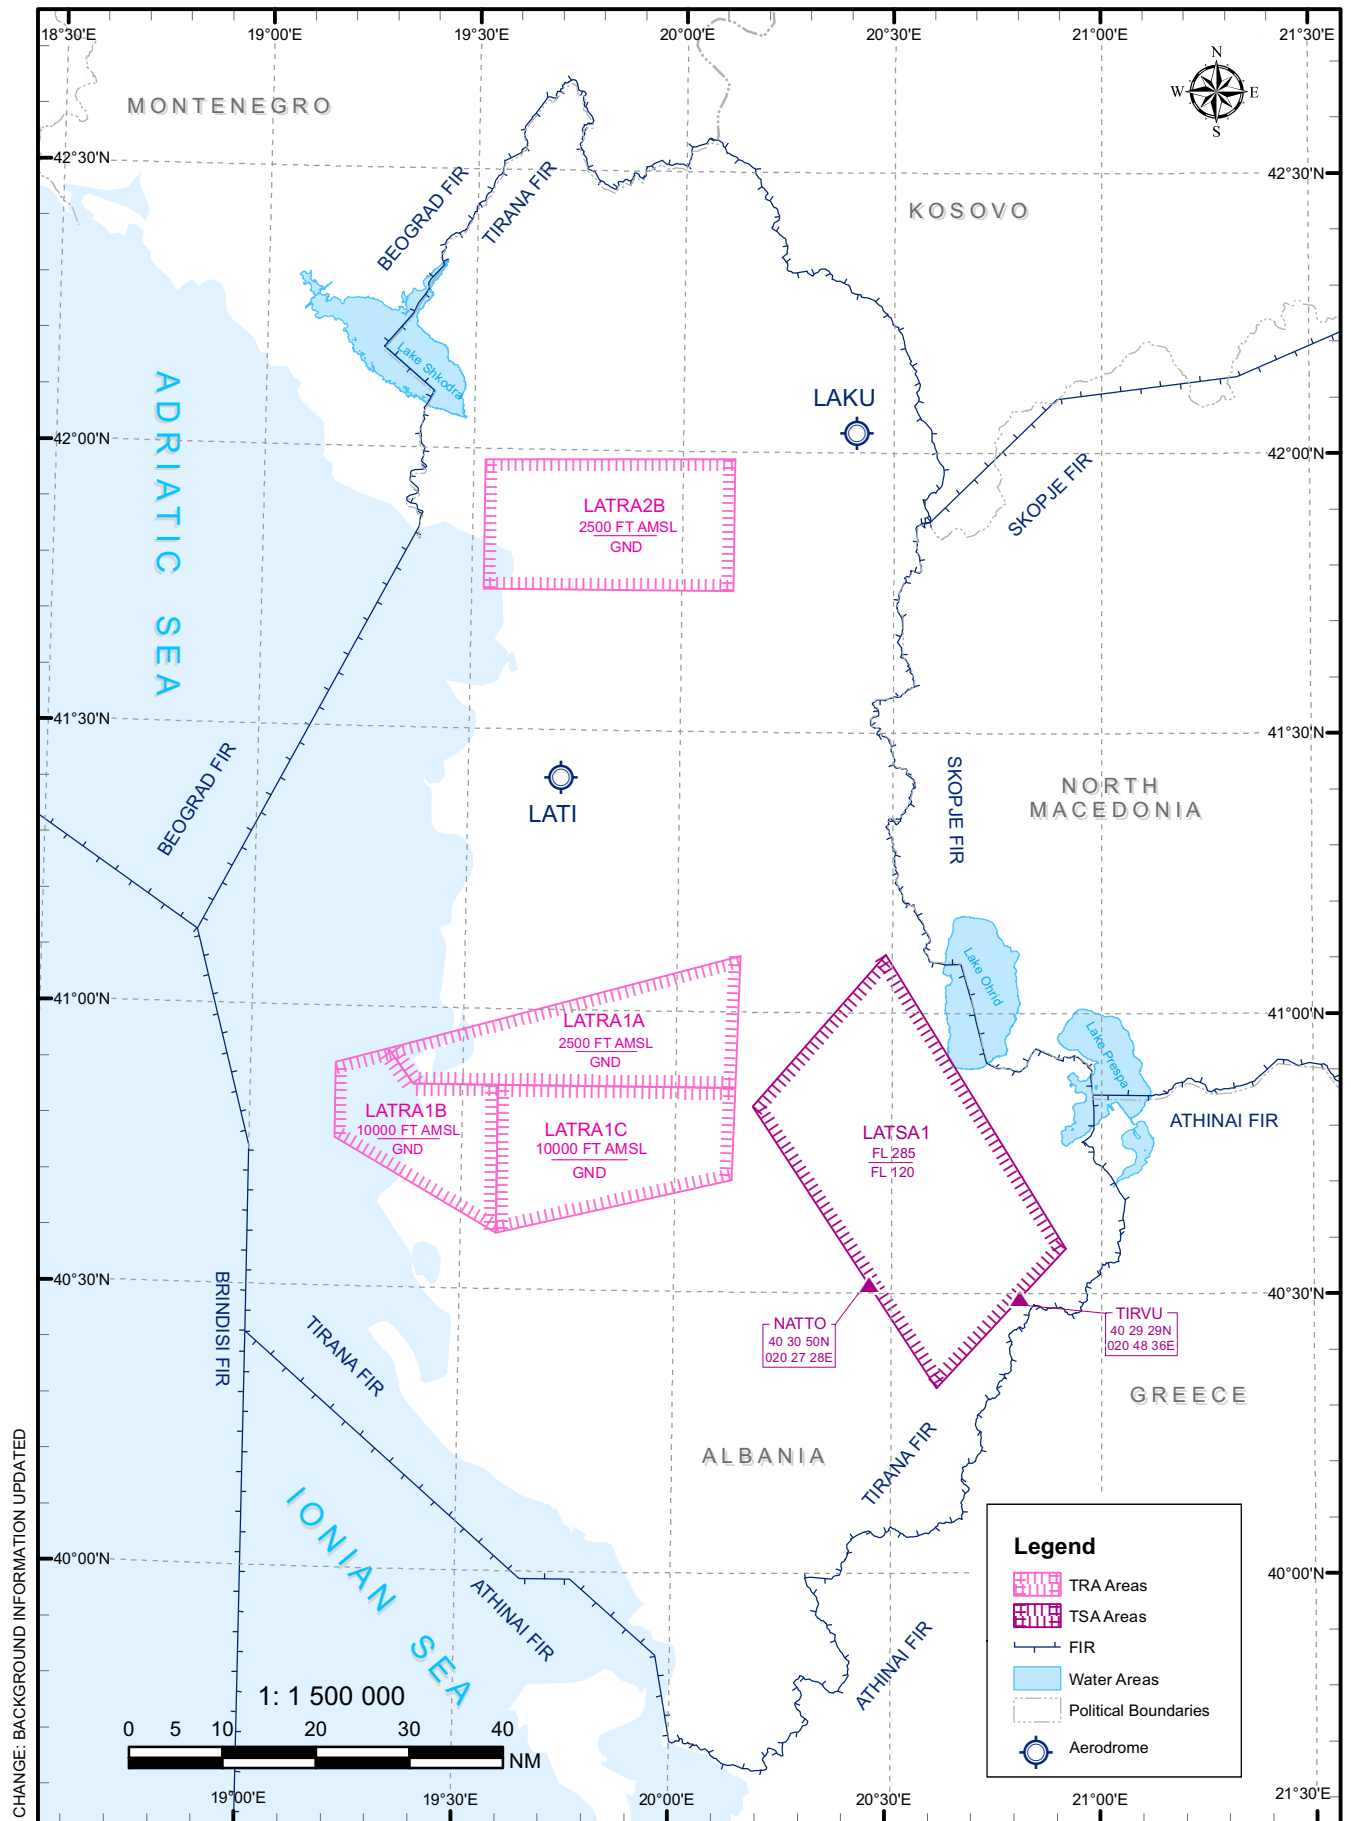 18°30'E
19°00'E
19°30'E
20°00'E
20°30'E
21°00'E
21°30'E
N
W
E
S
MONTENEGRO
42°30'N
42°30'N
BEOGRAD FIR
TIRANA FIR
KOSOVO
Lake Shkodra
ADRIATIC SEA
LAKU
42°00'N
42°00'N
SKOPJE FIR
LATRA2B
2500 FT AMSL
GND
41°30'N
41°30'N
BEOGRAD FIR
SKOPJE FIR
NORTH
MACEDONIA
LATI
Lake Ohrid
41°00'N
41°00'N
LATRA1A
2500 FT AMSL
GND
Lake Prespa
LATRA1B
10000 FT AMSL
GND
LATRA1C
10000 FT AMSL
GND
LATSA1
FL 285
FL 120
ATHINAI FIR
40°30'N
40°30'N
BRINDISI FIR
TIRANA FIR
NATTO
40 30 50N
020 27 28E
TIRVU
40 29 29N
020 48 36E
GREECE
ALBANIA
TIRANA FIR
IONIAN SEA
40°00'N
40°00'N
ATHINAI FIR
ATHINAI FIR
Legend
TRA Areas
TSA Areas
FIR
Water Areas
Political Boundaries
Aerodrome
1: 1 500 000
0 5 10 20 30 40
NM
19°00'E
19°30'E
20°00'E
20°30'E
21°00'E
21°30'E
CHANGE: BACKGROUND INFORMATION UPDATED